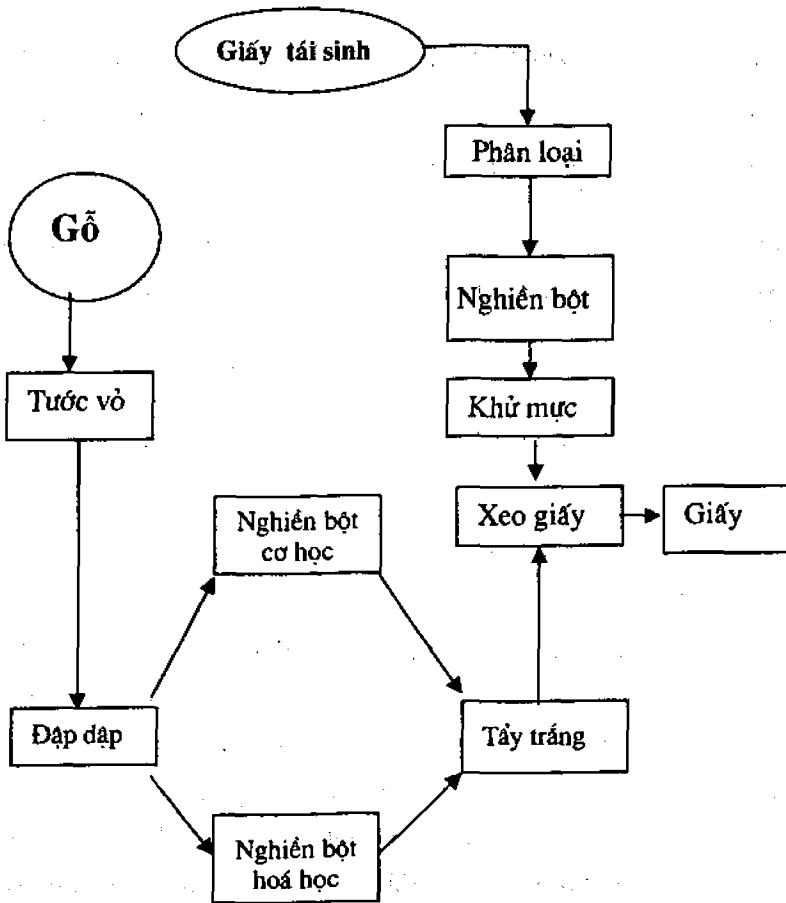 Giấy tái sinh
Phân loại
Gỗ
Nghiền bột
Tước vỏ
Khử mực
Nghiền bột
cơ học
Xeo giấy
Giấy
Đập dập
Tẩy trắng
Nghiền bột
hoá học